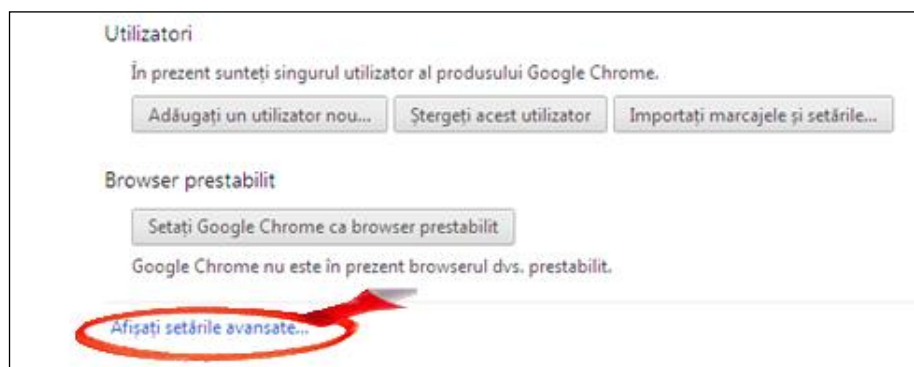 Utilizatori
În prezent sunteți singurul utilizator al produsului Google Chrome.
Adăugați un utilizator nou... Ștergeți acest utilizator Importați marcajele și setările...
Browser prestabilit
Setați Google Chrome ca browser prestabilit
Google Chrome nu este în prezent browserul dvs. prestabilit.
Afișați setările avansate...